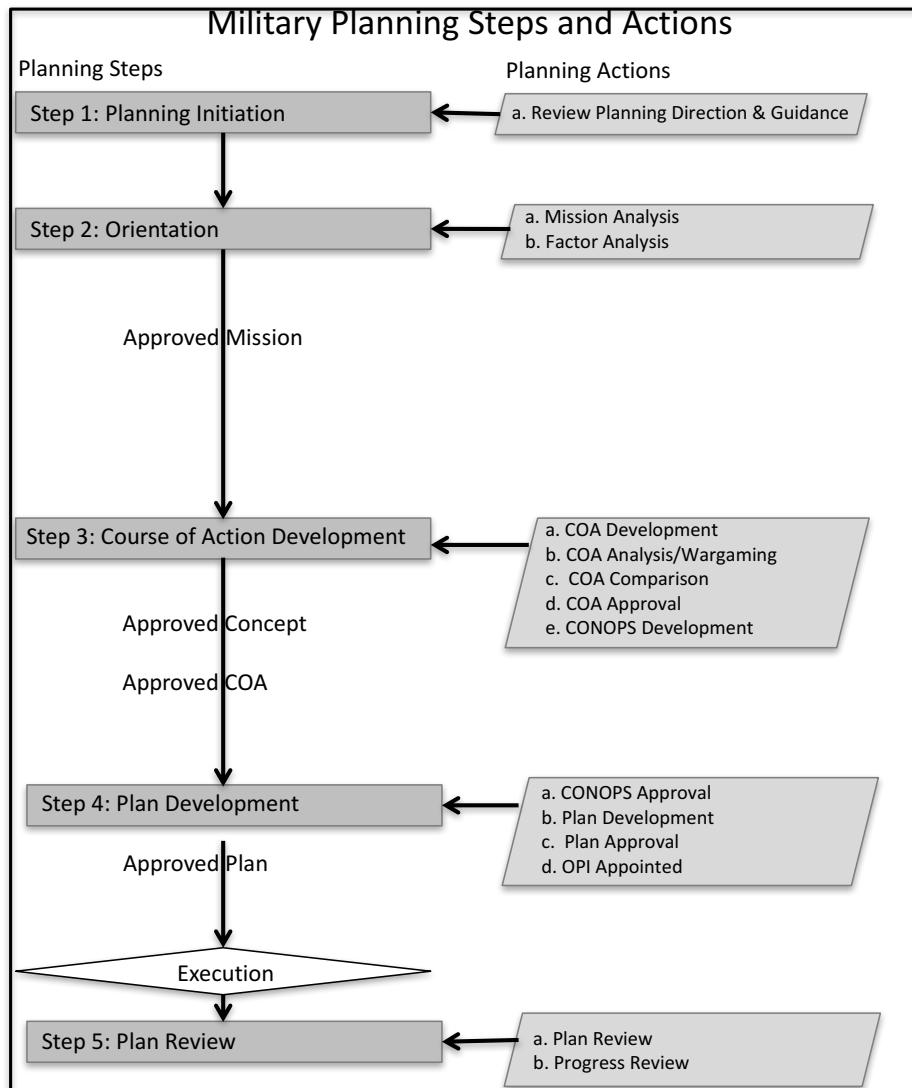 Military Planning Steps and Actions
Planning Steps
Planning Actions
Step 1: Planning Initiation
a. Review Planning Direction & Guidance
Step 2: Orientation
a. Mission Analysis
b. Factor Analysis
Approved Mission
Step 3: Course of Action Development
a. COA Development
b. COA Analysis/Wargaming
c. COA Comparison
d. COA Approval
e. CONOPS Development
Approved Concept
Approved COA
Step 4: Plan Development
a. CONOPS Approval
b. Plan Development
c. Plan Approval
d. OPI Appointed
Approved Plan
Execution
Step 5: Plan Review
a. Plan Review
b. Progress Review